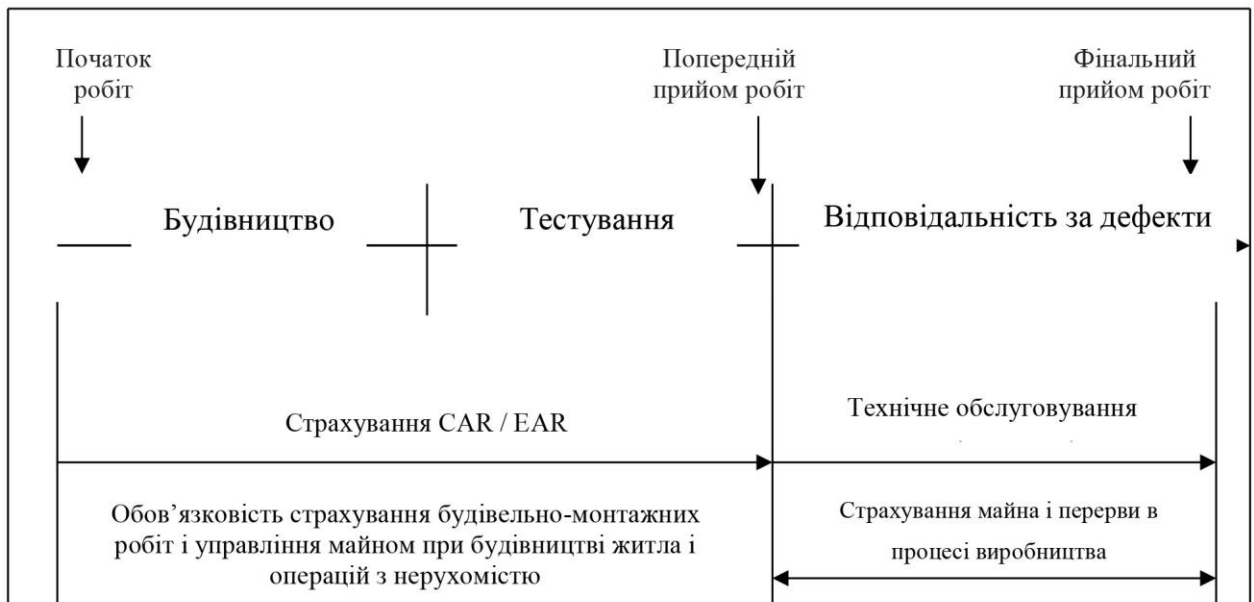 Початок
робіт
Попередній
прийом робіт
Фінальний
прийом робіт
Будівництво
Тестування
Відповідальність за дефекти
Страхування CAR / EAR
Технічне обслуговування
Обов’язковість страхування будівельно-монтажних
робіт і управління майном при будівництві житла і
операцій з нерухомістю
Страхування майна і перерви в
процесі виробництва